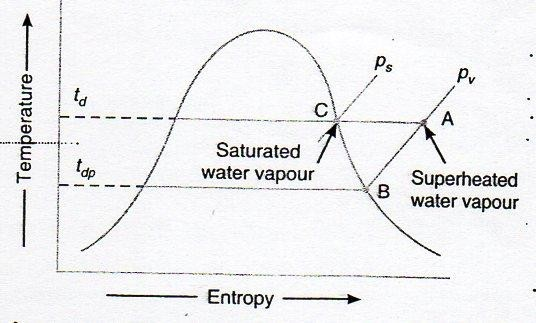 p_s
p_v
t_d
C
A
Saturated
water vapour
Superheated
water vapour
t_dp
B
Temperature
Entropy